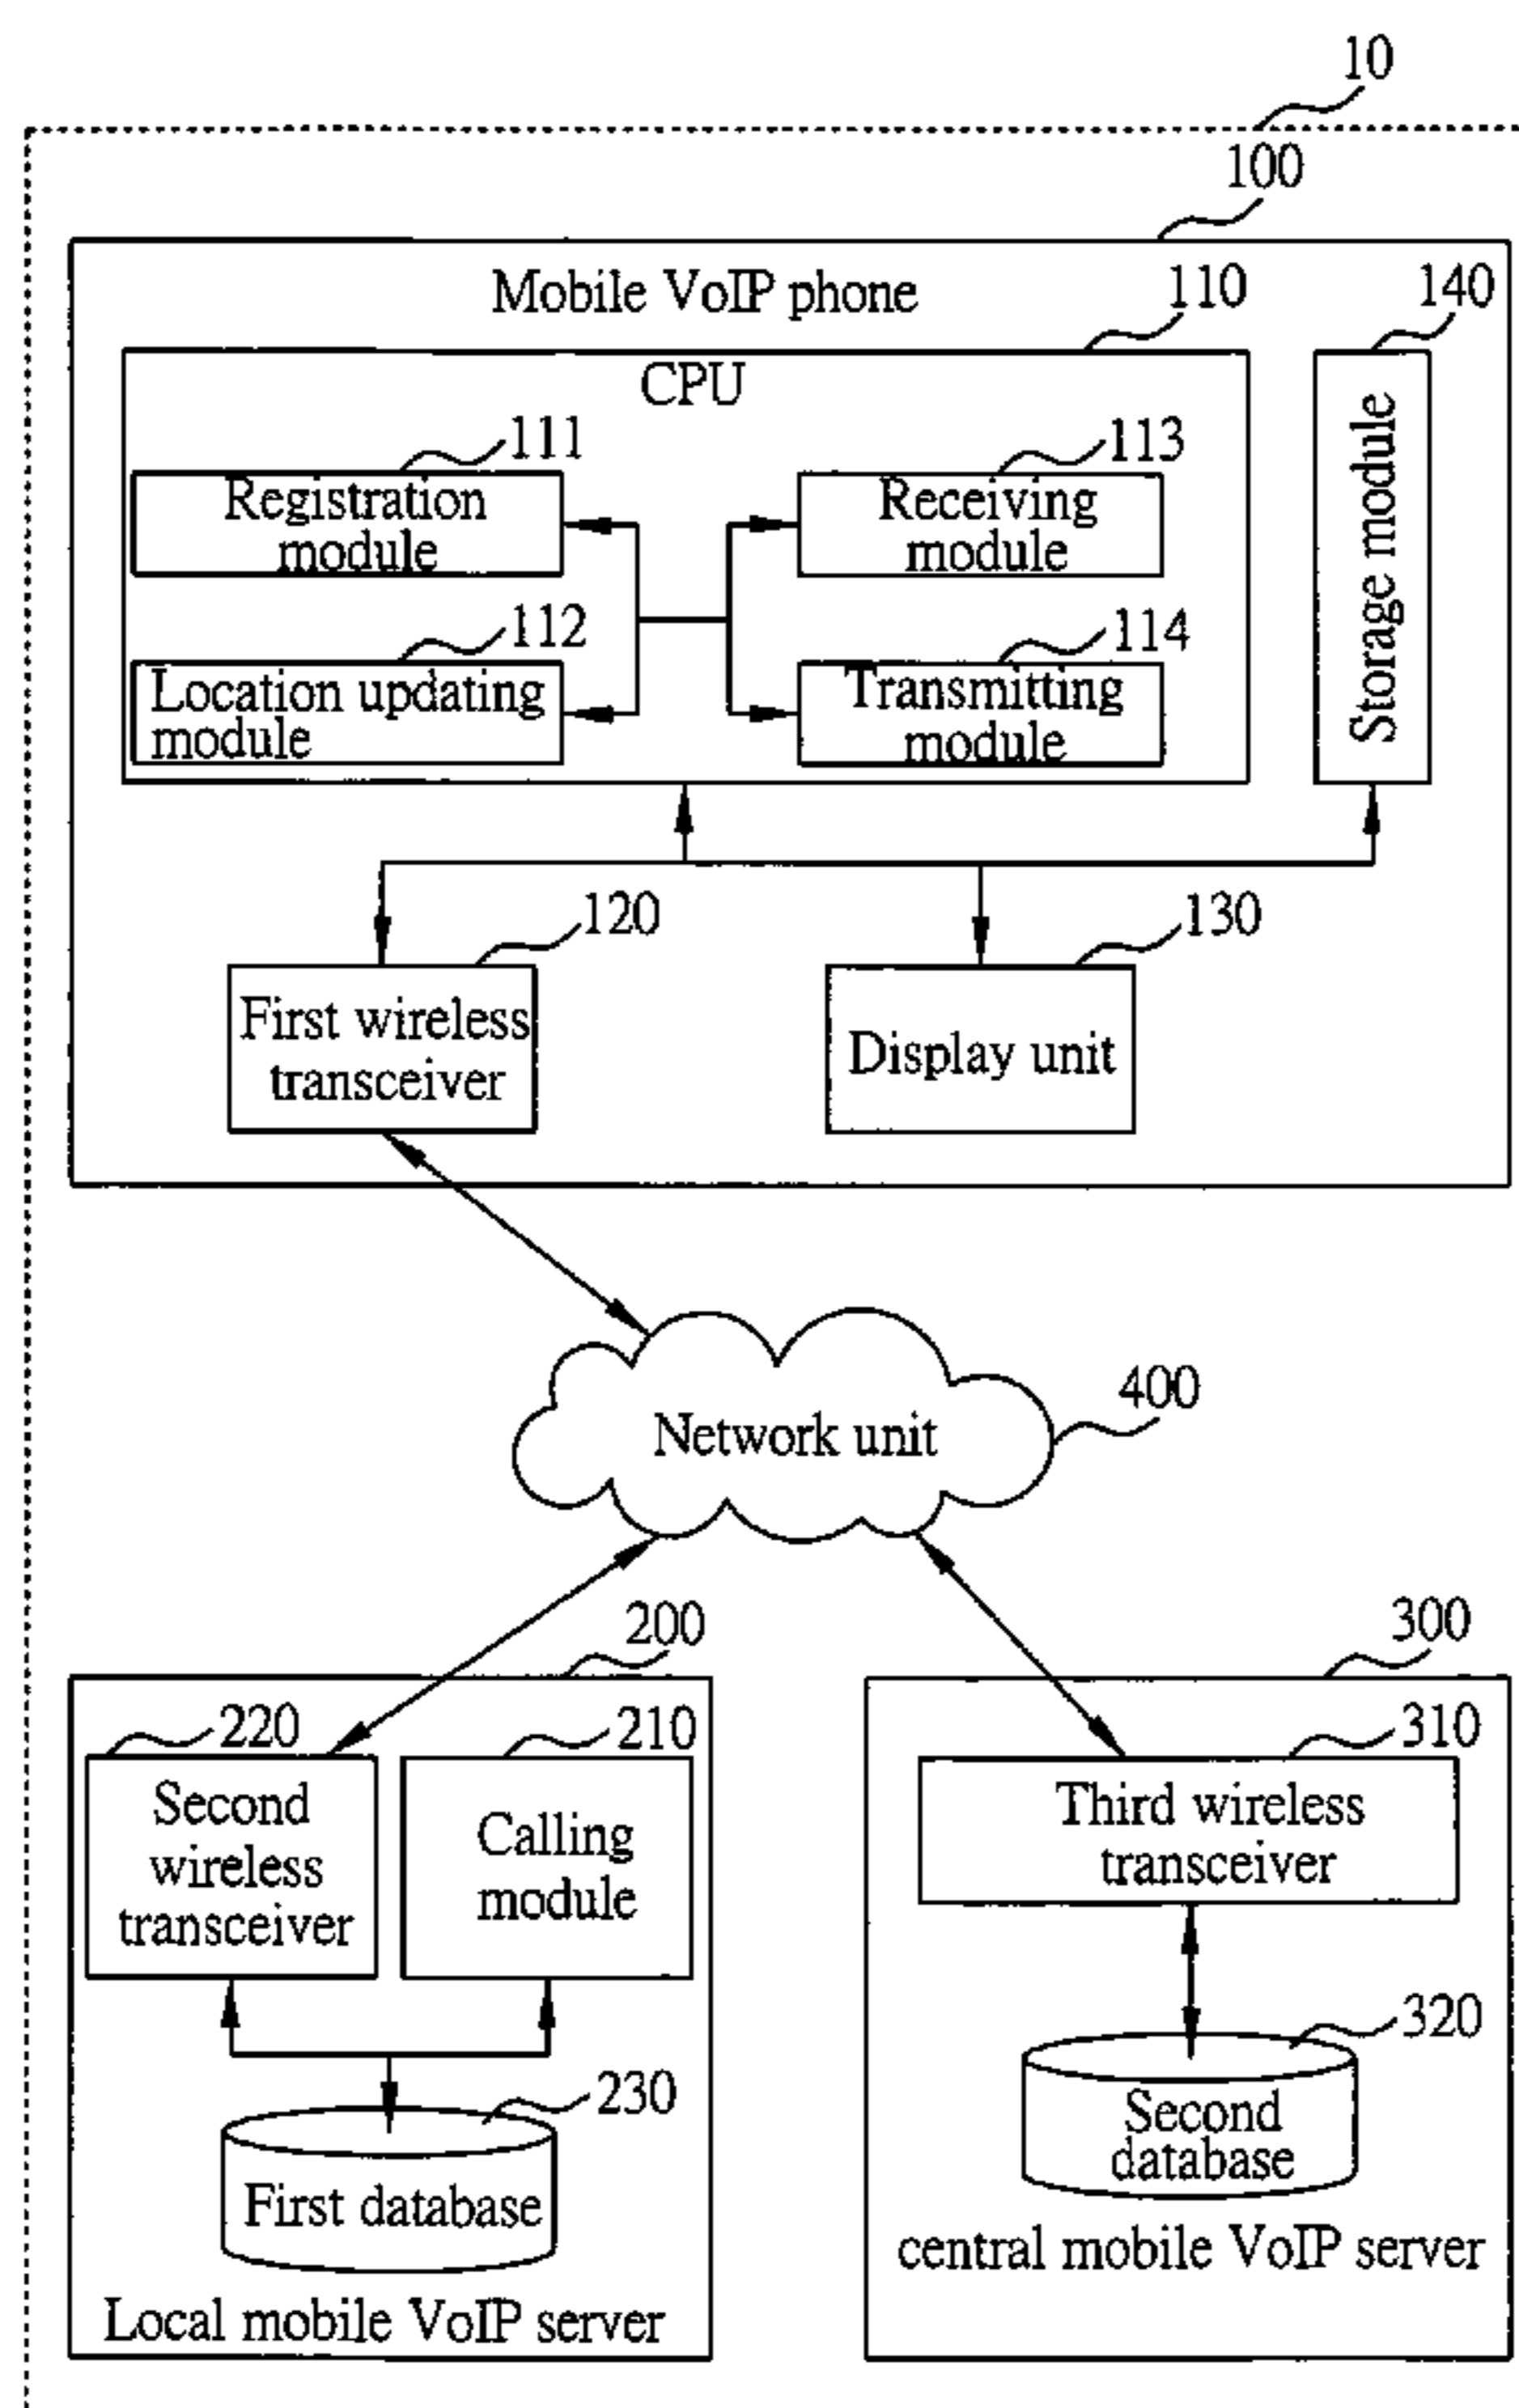 10
100
Mobile VoIP phone
110
140
CPU
111
113
Registration
module
Receiving
module
Storage module
112
114
Location updating
module
Transmitting
module
120
130
First wireless
transceiver
Display unit
400
Network unit
200
300
220
210
310
Second
wireless
transceiver
Calling
module
Third wireless
transceiver
320
230
Second
database
First database
central mobile VoIP server
Local mobile VoIP server